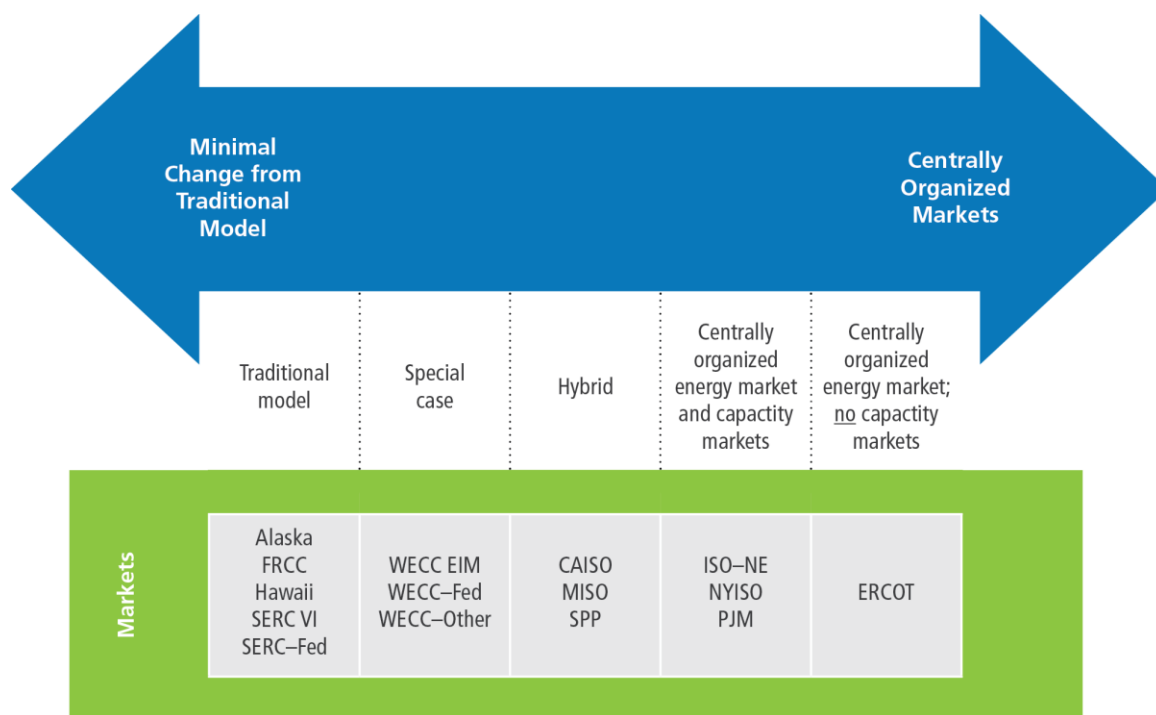 Minimal
Change from
Traditional
Model
Centrally
Organized
Markets
Traditional
model
Special
case
Hybrid
Centrally
organized
energy market
and capactity
markets
Centrally
organized
energy market;
no capactity
markets
Markets
Alaska
FRCC
Hawaii
SERC VI
SERC–Fed
WECC EIM
WECC–Fed
WECC–Other
CAISO
MISO
SPP
ISO–NE
NYISO
PJM
ERCOT